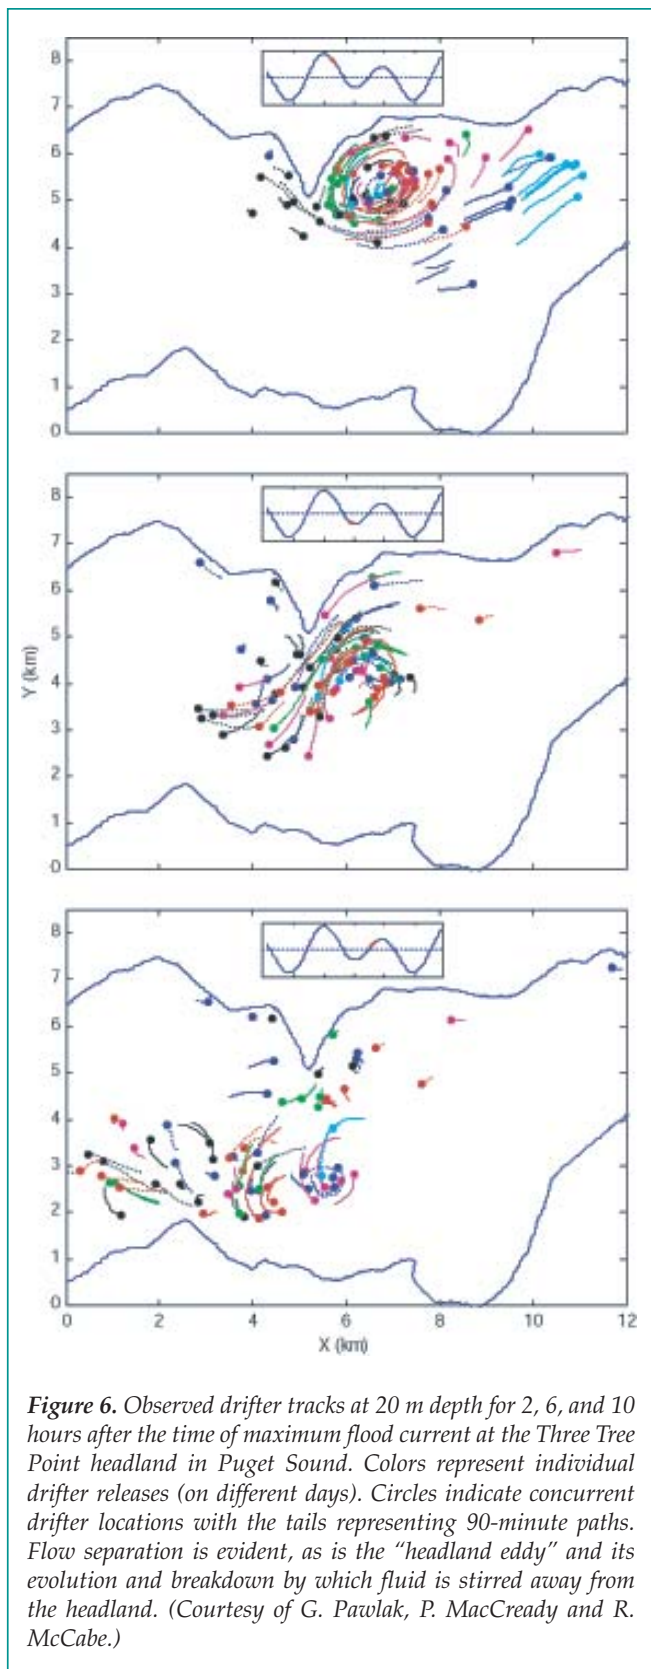 8
7
6
5
4
3
2
1
0
8
7
6
5
4
3
2
1
0
Y (km)
8
7
6
5
4
3
2
1
0
0 2 4 6 8 10 12
X (km)
Figure 6. Observed drifter tracks at 20 m depth for 2, 6, and 10
hours after the time of maximum flood current at the Three Tree
Point headland in Puget Sound. Colors represent individual
drifter releases (on different days). Circles indicate concurrent
drifter locations with the tails representing 90-minute paths.
Flow separation is evident, as is the “headland eddy” and its
evolution and breakdown by which fluid is stirred away from
the headland. (Courtesy of G. Pawlak, P. MacCready and R.
McCabe.)